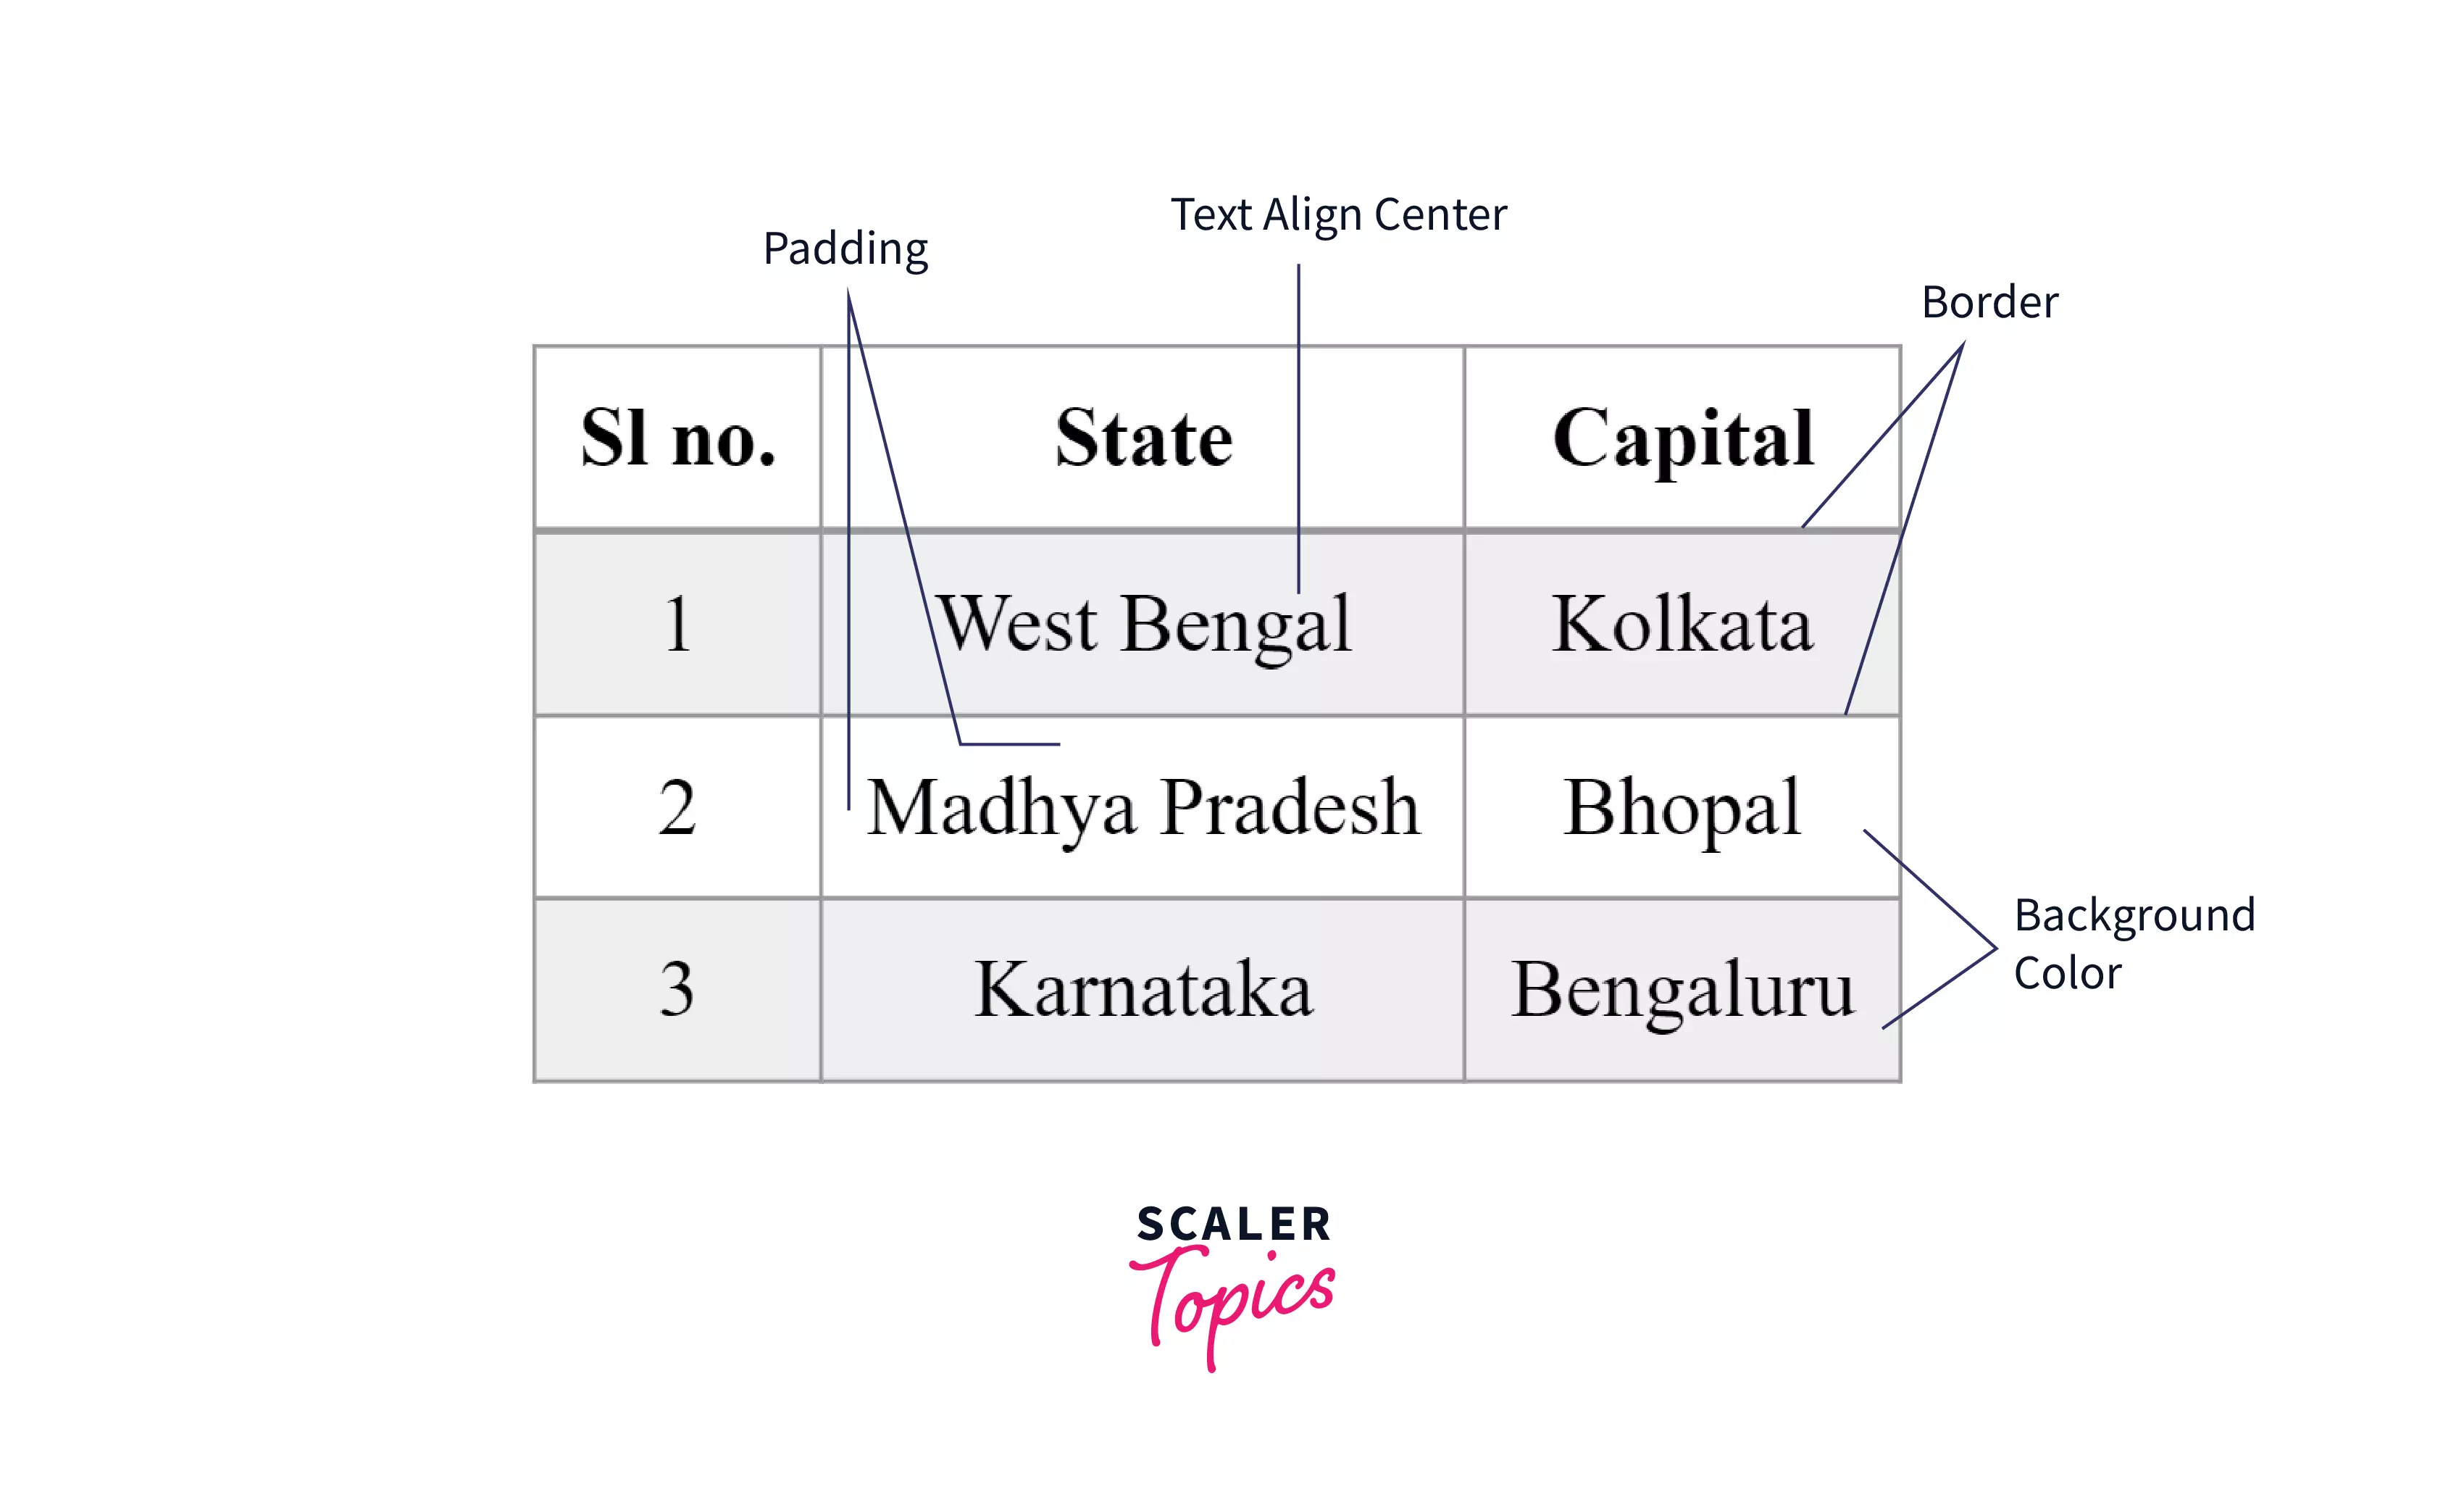 Text Align Center
Padding
Border
Sl no. State Capital
1 West Bengal Kolkata
2 Madhya Pradesh Bhopal
3 Karnataka Bengaluru
Background
Color
SCALER
Topics